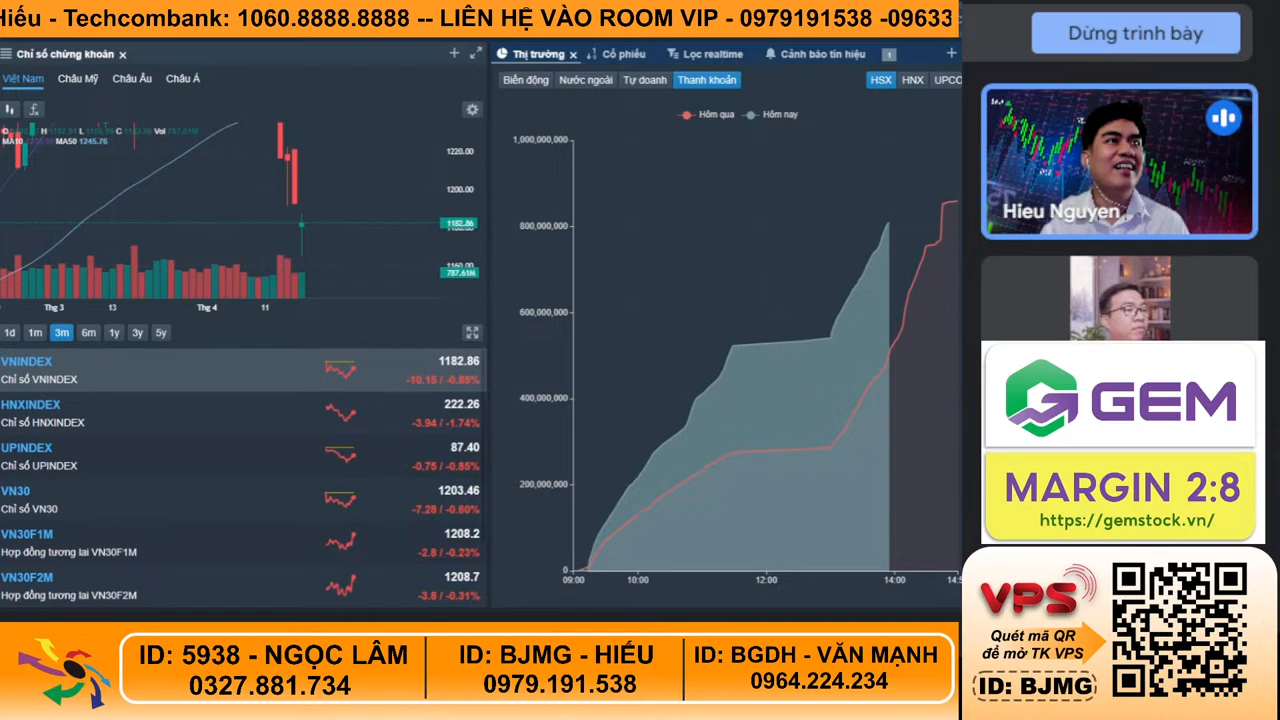 Hiếu - Techcombank: 1060.8888.8888 -- LIÊN HỆ VÀO ROOM VIP - 0979191538 -09633
Chỉ số chứng khoán ×
Việt Nam Châu Mỹ Châu Âu Châu Á
MA50 1245.76
1220.00
1200.00
1182.86
1160.00
787.61M
Thg 3 13 Thg 4 11
1d 1m 3m 6m 1y 3y 5y
VNINDEX 1182.86
Chỉ số VNINDEX -10.15 / -0.85%
HNXINDEX 222.26
Chỉ số HNXINDEX -3.94 / -1.74%
UPINDEX 87.40
Chỉ số UPINDEX -0.75 / -0.85%
VN30 1203.46
Chỉ số VN30 -7.28 / -0.60%
VN30F1M 1208.2
Hợp đồng tương lai VN30F1M -2.8 / -0.23%
VN30F2M 1208.7
Hợp đồng tương lai VN30F2M -3.8 / -0.31%
Thị trường × Cổ phiếu Lọc realtime Cảnh báo tín hiệu 1
Biến động Nước ngoài Tự doanh Thanh khoản HSX HNX UPCO
Hôm qua Hôm nay
1,000,000,000
800,000,000
600,000,000
400,000,000
200,000,000
0
09:00 10:00 12:00 14:00 14:5
Dừng trình bày
Hieu Nguyen
GEM
MARGIN 2:8
https://gemstock.vn/
VPS
Quét mã QR
để mở TK VPS
ID: BJMG
ID: 5938 - NGỌC LÂM
0327.881.734
ID: BJMG - HIẾU
0979.191.538
ID: BGDH - VĂN MẠNH
0964.224.234